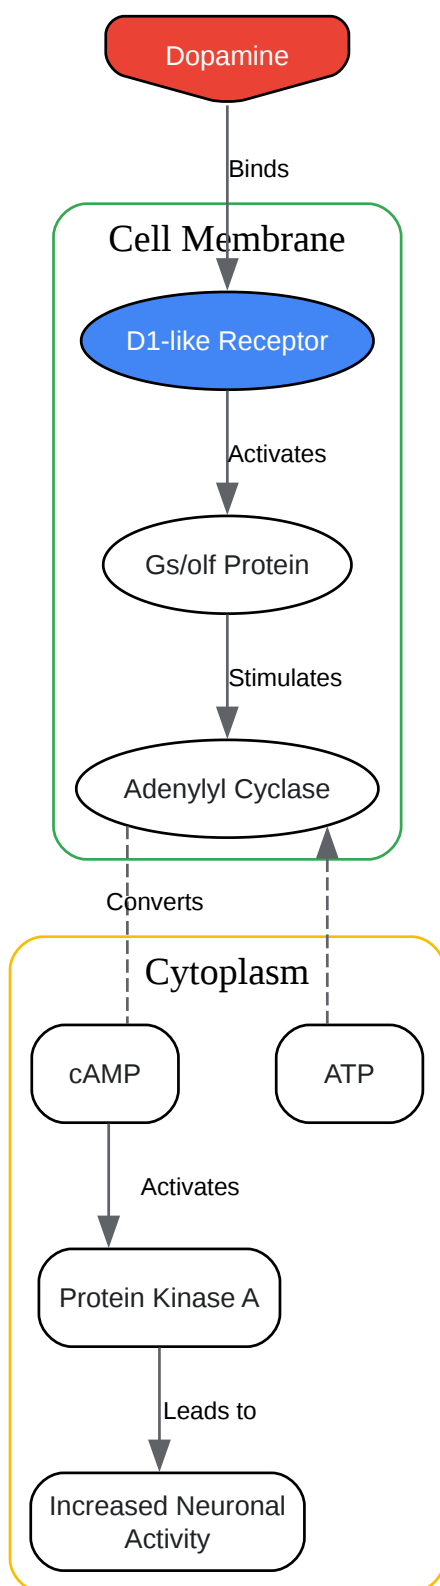 Dopamine
Binds
Cell Membrane
D1-like Receptor
Activates
Gs/olf Protein
Stimulates
Adenylyl Cyclase
Converts
Cytoplasm
cAMP
ATP
Activates
Protein Kinase A
Leads to
Increased Neuronal
Activity